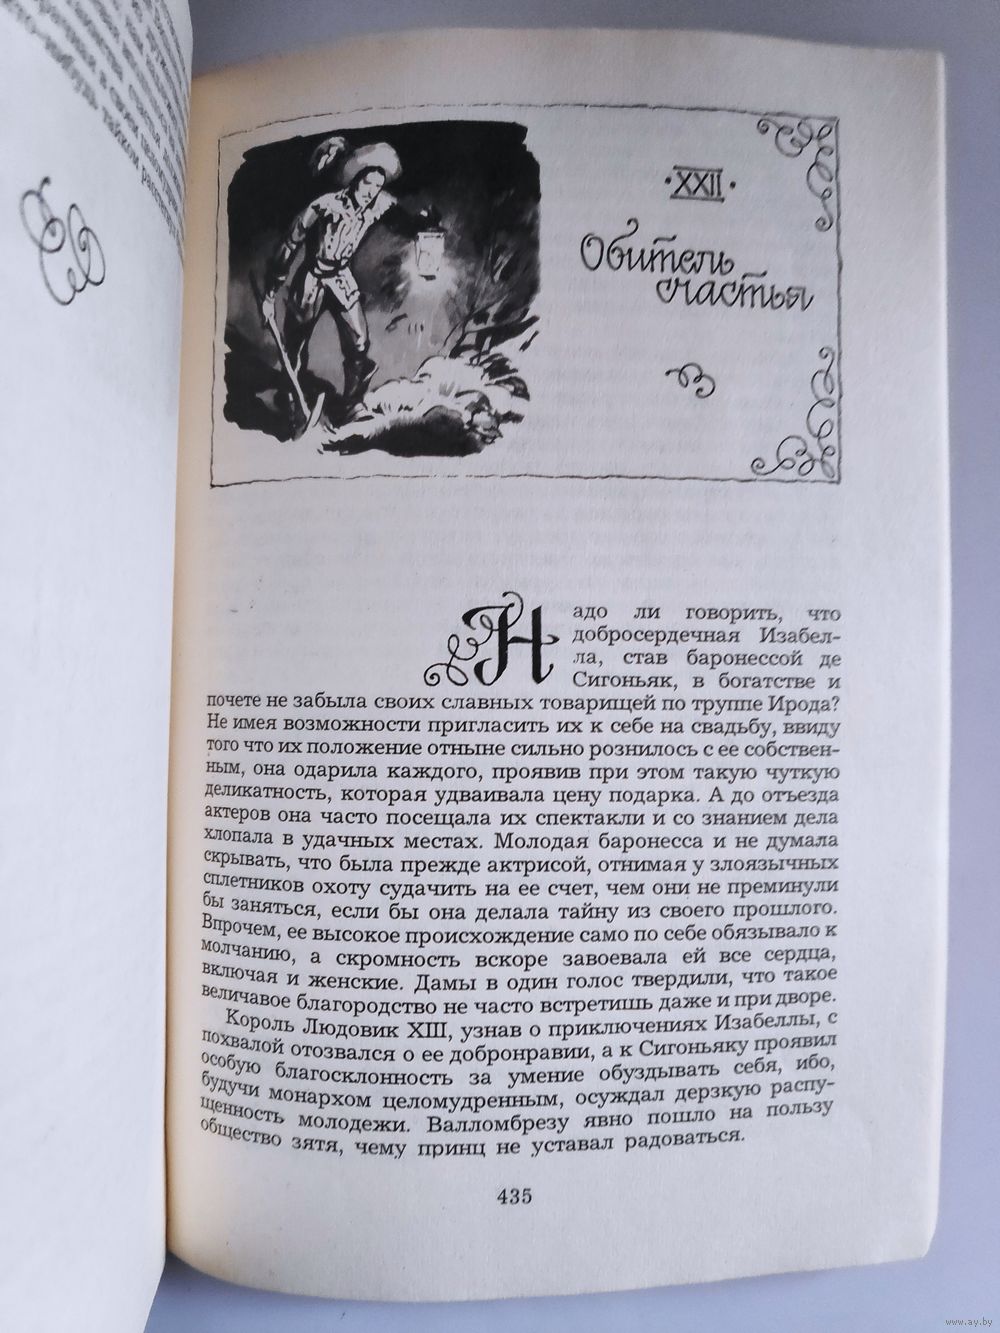 XXII
Обитель
счастья
Надо ли говорить, что
добросердечная Изабел-
ла, став баронессой де
Сигоньяк, в богатстве и
почете не забыла своих славных товарищей по труппе Ирода?
Не имея возможности пригласить их к себе на свадьбу, ввиду
того что их положение отныне сильно рознилось с ее собствен-
ным, она одарила каждого, проявив при этом такую чуткую
деликатность, которая удваивала цену подарка. А до отъезда
актеров она часто посещала их спектакли и со знанием дела
хлопала в удачных местах. Молодая баронесса и не думала
скрывать, что была прежде актрисой, отнимая у злоязычных
сплетников охоту судачить на ее счет, чем они не преминули
бы заняться, если бы она делала тайну из своего прошлого.
Впрочем, ее высокое происхождение само по себе обязывало к
молчанию, а скромность вскоре завоевала ей все сердца,
включая и женские. Дамы в один голос твердили, что такое
величавое благородство не часто встретишь даже и при дворе.
Король Людовик XIII, узнав о приключениях Изабеллы, с
похвалой отозвался о ее добронравии, а к Сигоньяку проявил
особую благосклонность за умение обуздывать себя, ибо,
будучи монархом целомудренным, осуждал дерзкую распу-
щенность молодежи. Валломбрезу явно пошло на пользу
общество зятя, чему принц не уставал радоваться.
435
www.ay.by